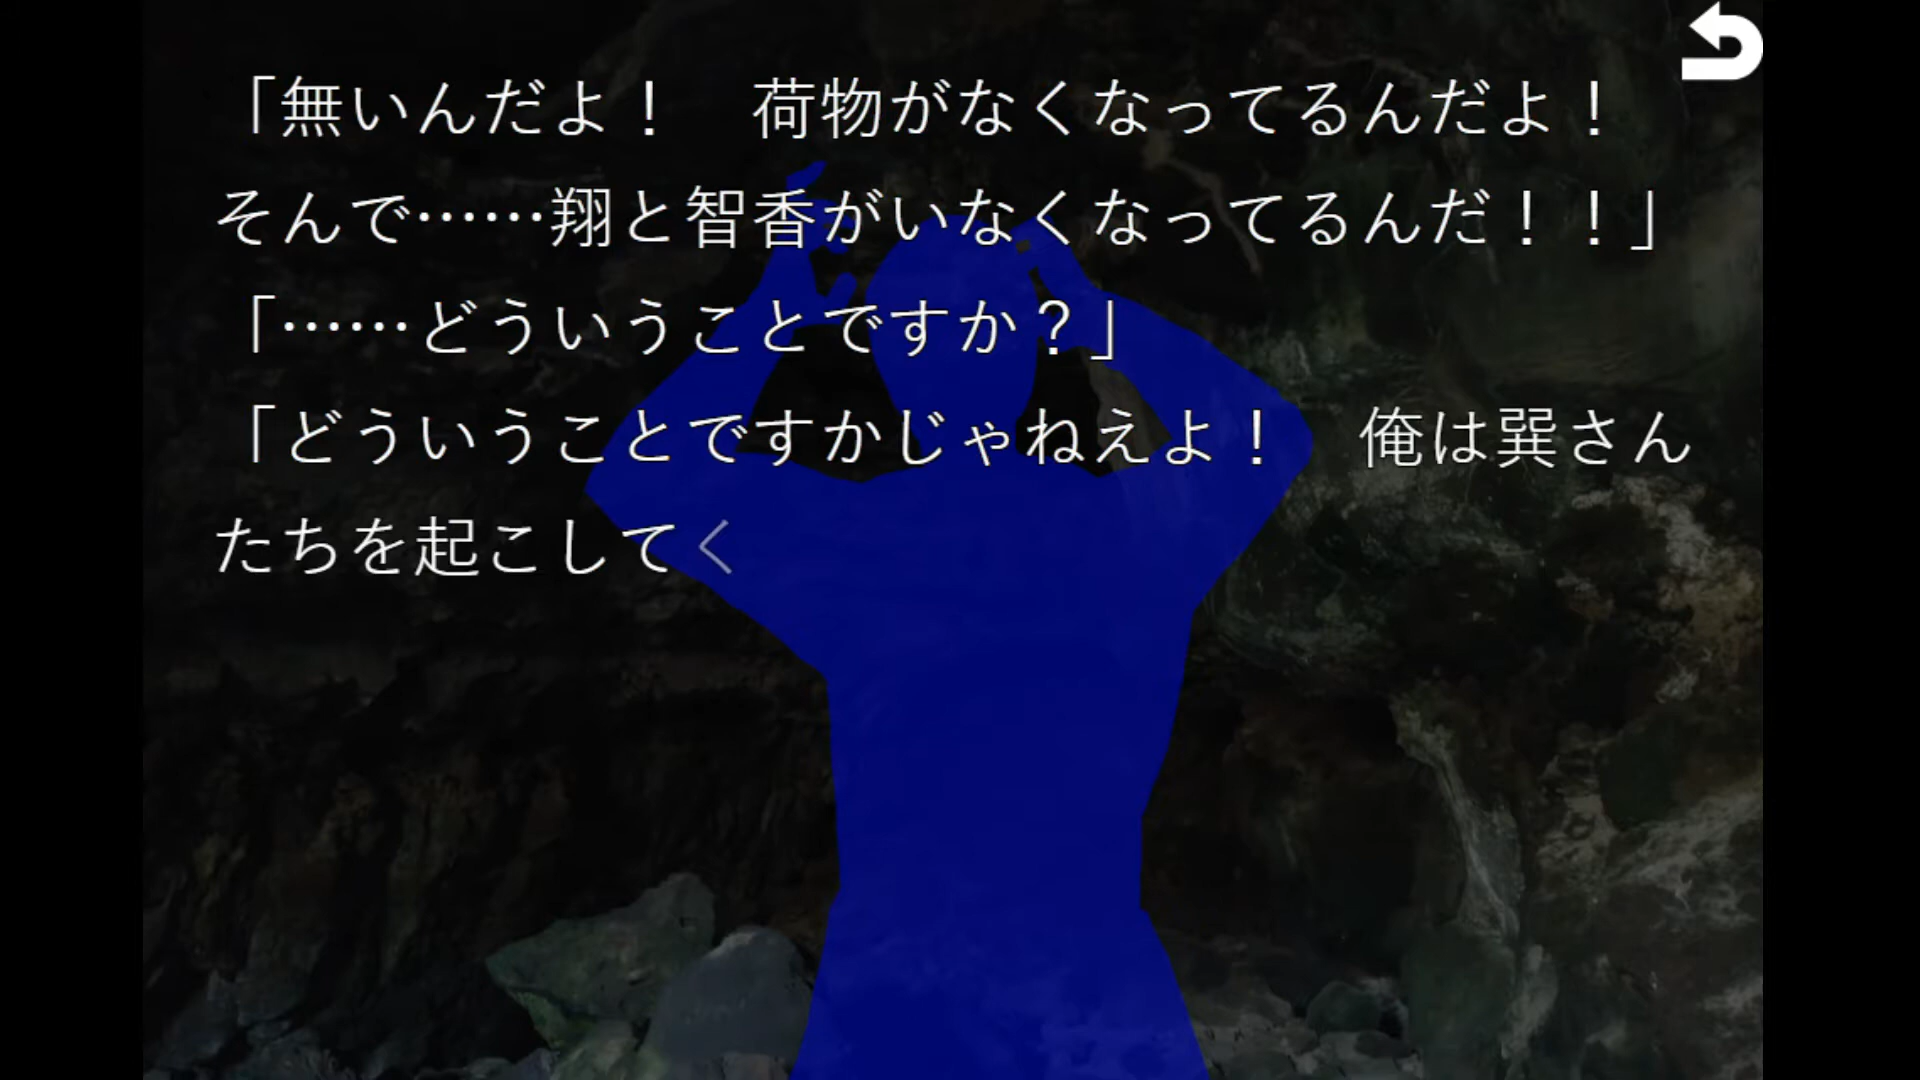 「無いんだよ！　荷物がなくなってるんだよ！
そんで……翔と智香がいなくなってるんだ！！」
「……どういうことですか？」
「どういうことですかじゃねえよ！　俺は巽さん
たちを起こしてく